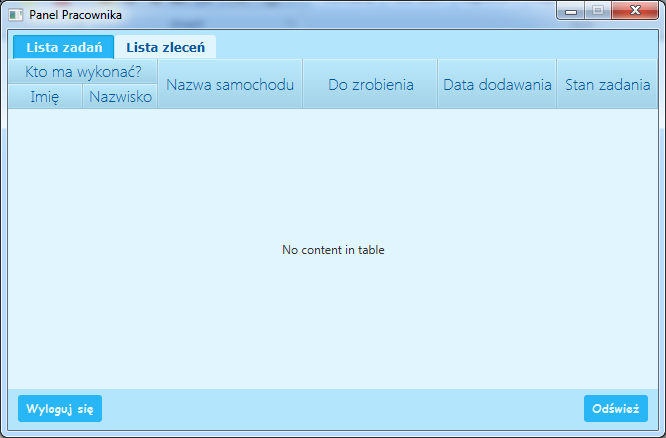 Panel Pracownika
Lista zadań Lista zleceń
Kto ma wykonać?
Imię Nazwisko Nazwa samochodu Do zrobienia Data dodawania Stan zadania
No content in table
Wyloguj się Odśwież